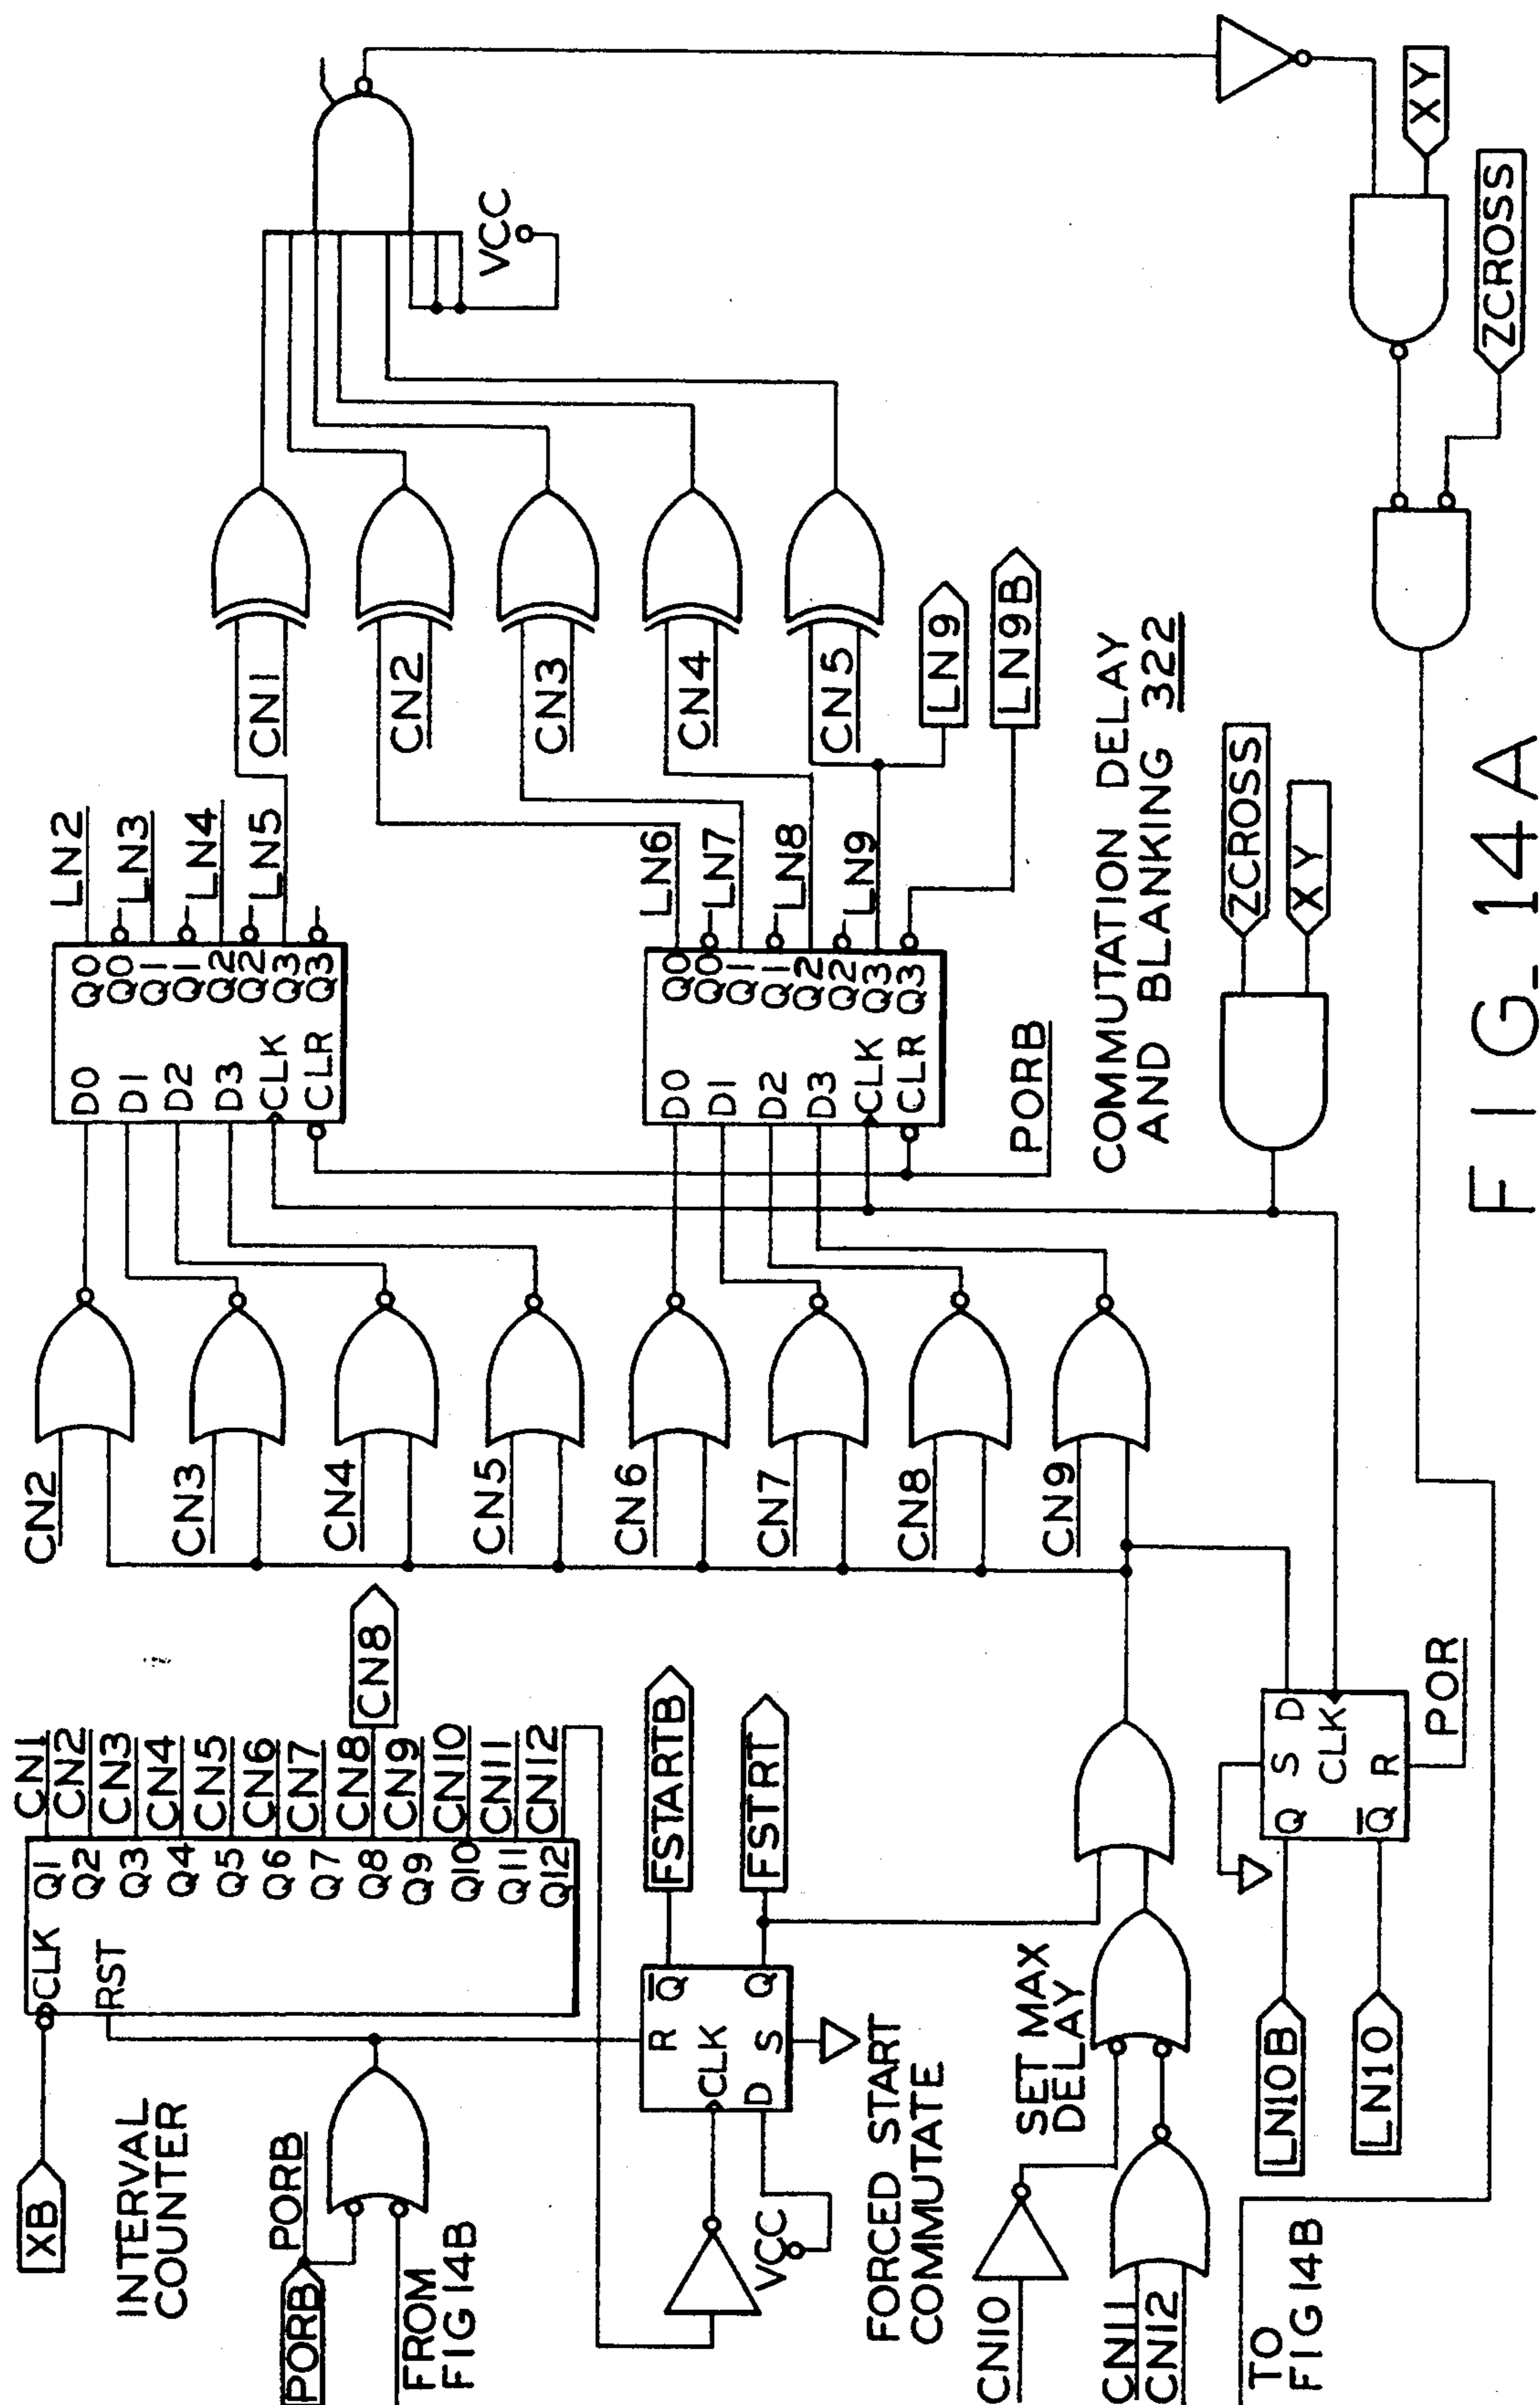 XB
CLK
RST
Q1
Q2
Q3
Q4
Q5
Q6
Q7
Q8
Q9
Q10
Q11
Q12
CN1
CN2
CN3
CN4
CN5
CN6
CN7
CN8
CN9
CN10
CN11
CN12
CN8
INTERVAL
COUNTER
PORB
PORB
FROM
FIG 14B
R
CLK
D
S
Q
Q
FSTARTB
FSTRT
VCC
FORCED START
COMMUTATE
SET MAX
DELAY
CN10
CN11
CN12
TO
FIG 14B
LN10B
LN10
Q
Q
S
D
CLK
R
POR
CN2
CN3
CN4
CN5
CN6
CN7
CN8
CN9
D0
D1
D2
D3
CLK
CLR
Q0
Q0
Q1
Q1
Q2
Q2
Q3
Q3
LN2
LN3
LN4
LN5
D0
D1
D2
D3
CLK
CLR
Q0
Q0
Q1
Q1
Q2
Q2
Q3
Q3
LN6
LN7
LN8
LN9
PORB
CN1
CN2
CN3
CN4
CN5
LN9
LN9B
VCC
COMMUTATION DELAY
AND BLANKING 322
ZCROSS
XY
XY
ZCROSS
FIG_14A